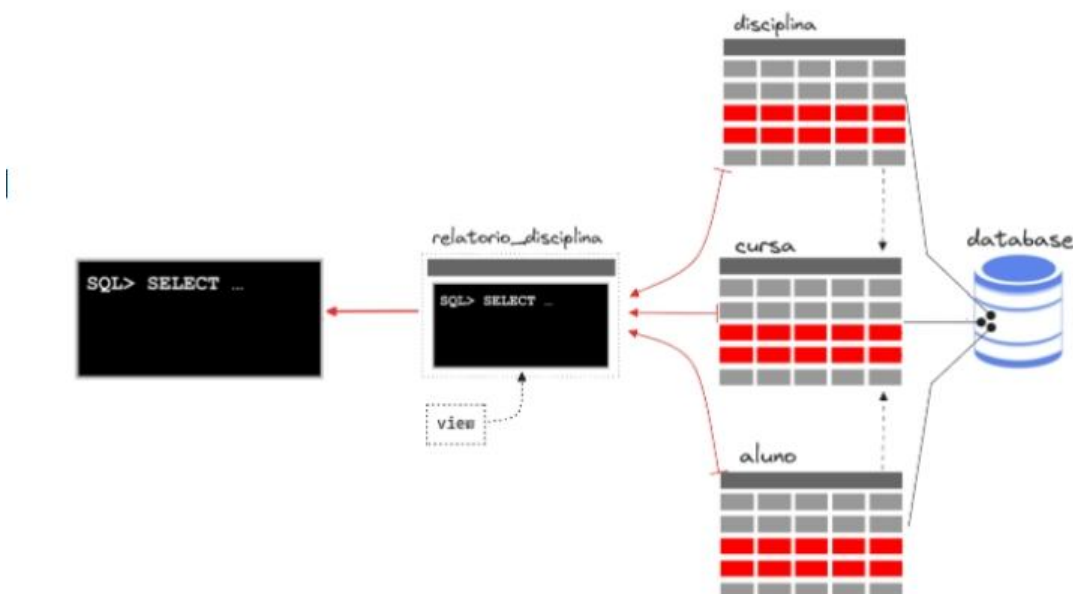 disciplina
relatorio_disciplina
cursa
database
SQL> SELECT …
SQL> SELECT …
view
aluno